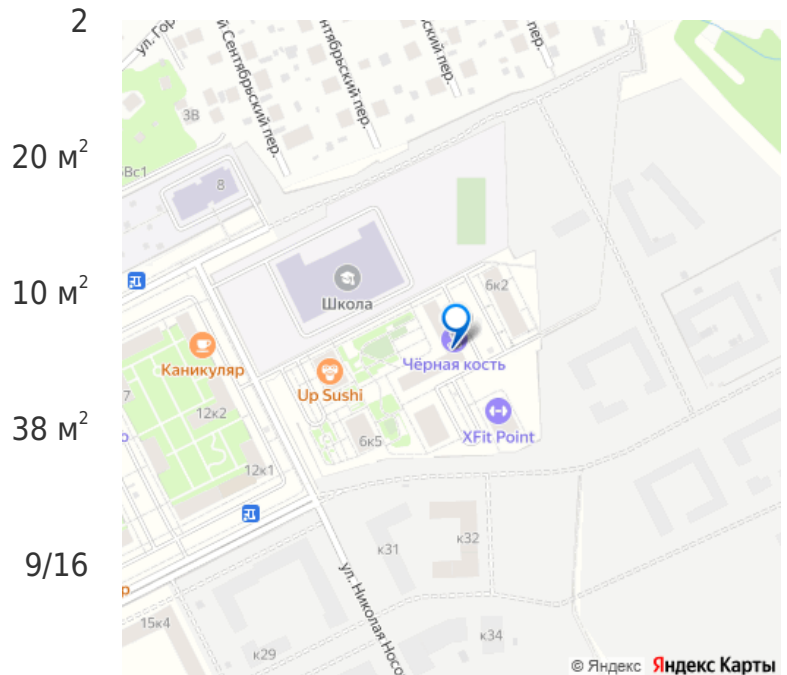 2
20 м²
10 м²
38 м²
9/16
ул. Гор
й Сентябрьский пер.
нтябрьский пер.
ский пер.
пер.
3В
8
Школа
6к2
Каникуляр
Чёрная кость
Up Sushi
12к2
7
XFit Point
6к5
12к1
к31
к32
ул. Николая Носо
15к4
к29
к34
© Яндекс Яндекс Карты